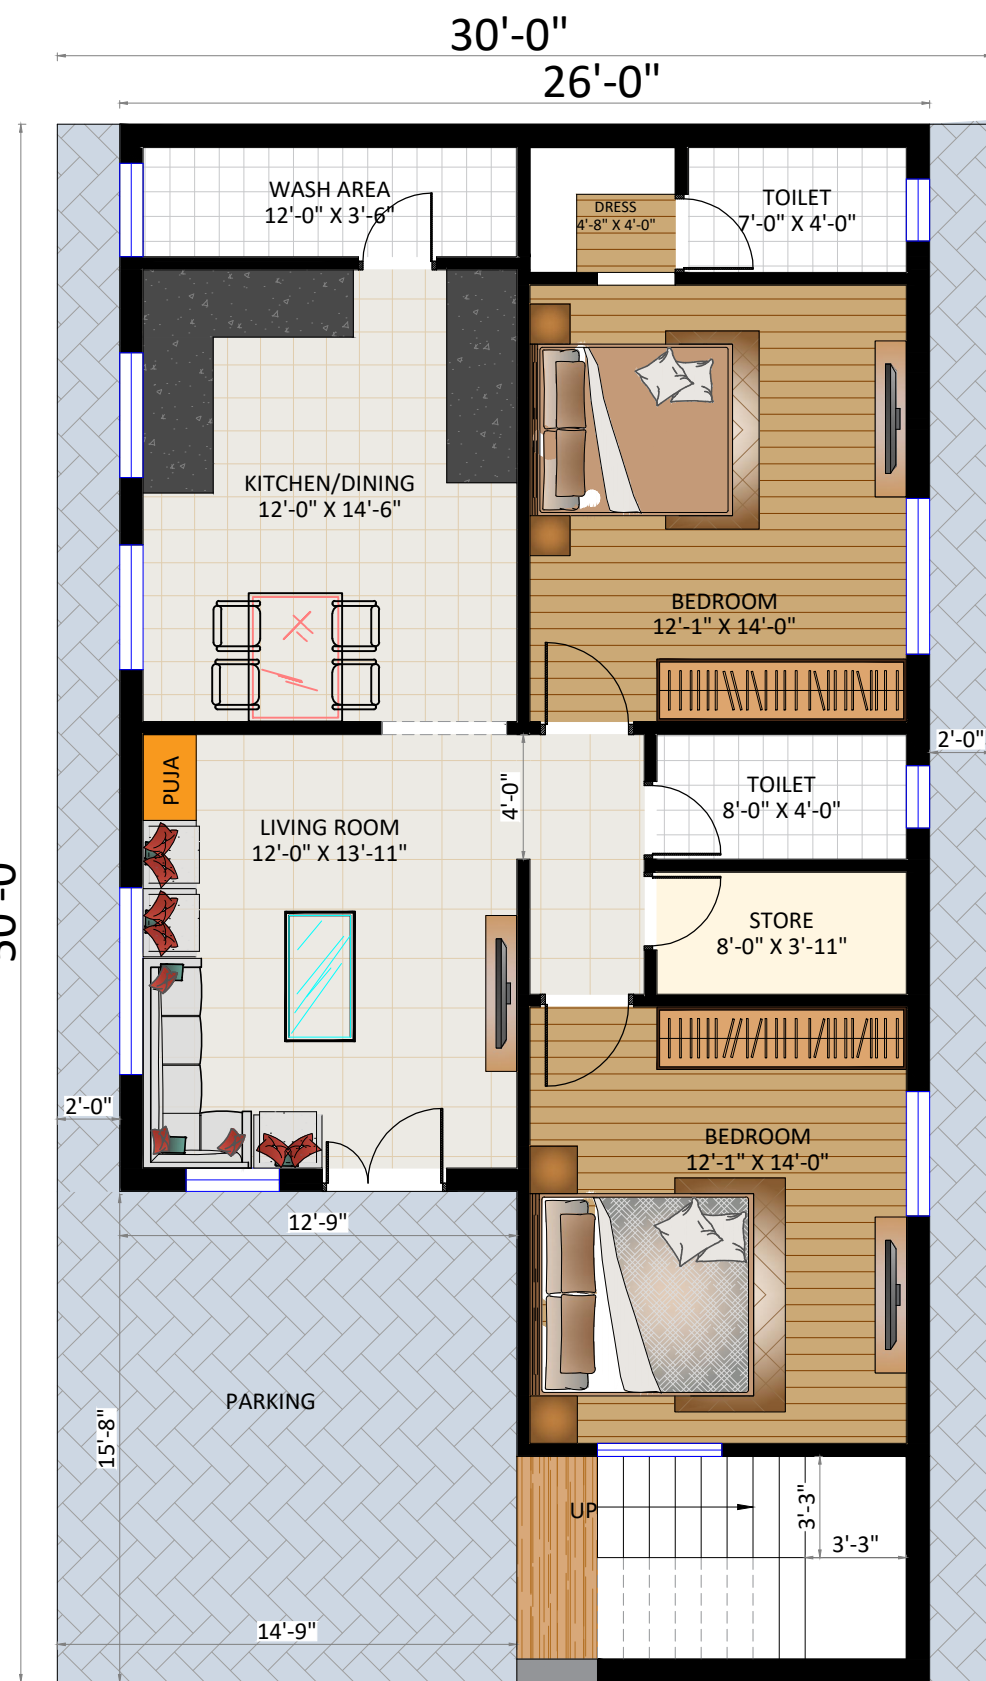 30'-0"
26'-0"
WASH AREA
12'-0" X 3'-6"
DRESS
4'-8" X 4'-0"
TOILET
7'-0" X 4'-0"
KITCHEN/DINING
12'-0" X 14'-6"
BEDROOM
12'-1" X 14'-0"
2'-0"
PUJA
4'-0"
TOILET
8'-0" X 4'-0"
LIVING ROOM
12'-0" X 13'-11"
STORE
8'-0" X 3'-11"
2'-0"
BEDROOM
12'-1" X 14'-0"
12'-9"
PARKING
15'-8"
UP
3'-3"
3'-3"
14'-9"